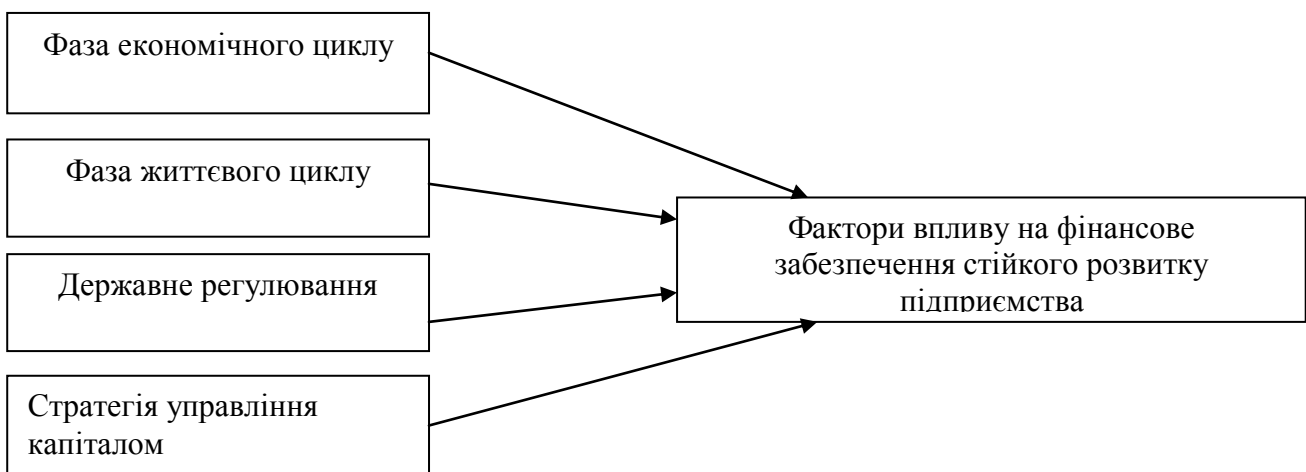 Фаза економічного циклу
Фаза життєвого циклу
Державне регулювання
Стратегія управління
капіталом
Фактори впливу на фінансове
забезпечення стійкого розвитку
підприємства